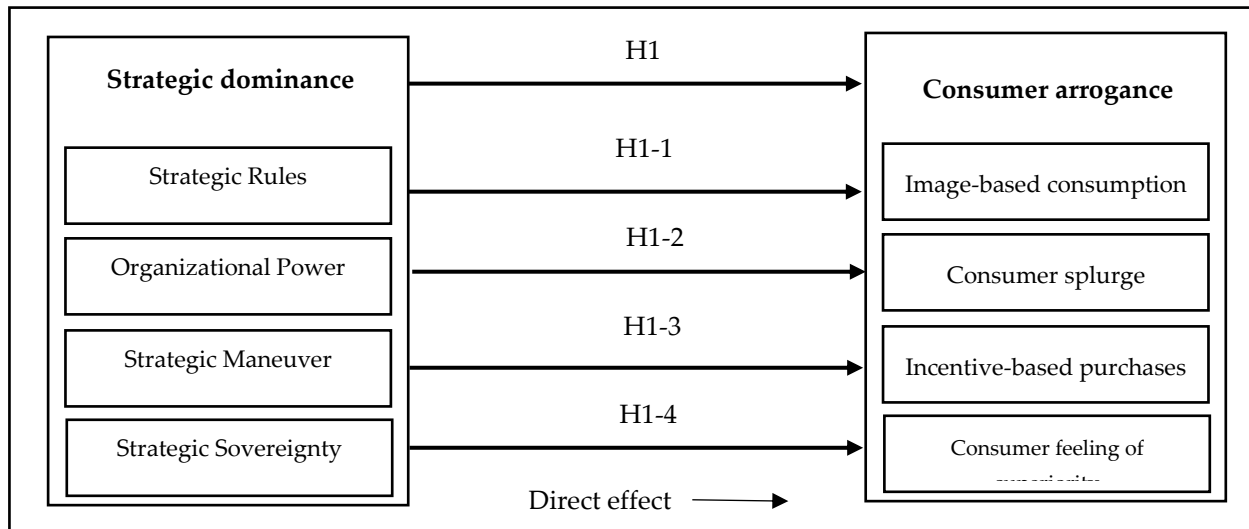 H1
Strategic dominance
Consumer arrogance
H1-1
Strategic Rules
Image-based consumption
H1-2
Organizational Power
Consumer splurge
H1-3
Strategic Maneuver
Incentive-based purchases
H1-4
Strategic Sovereignty
Consumer feeling of
Direct effect